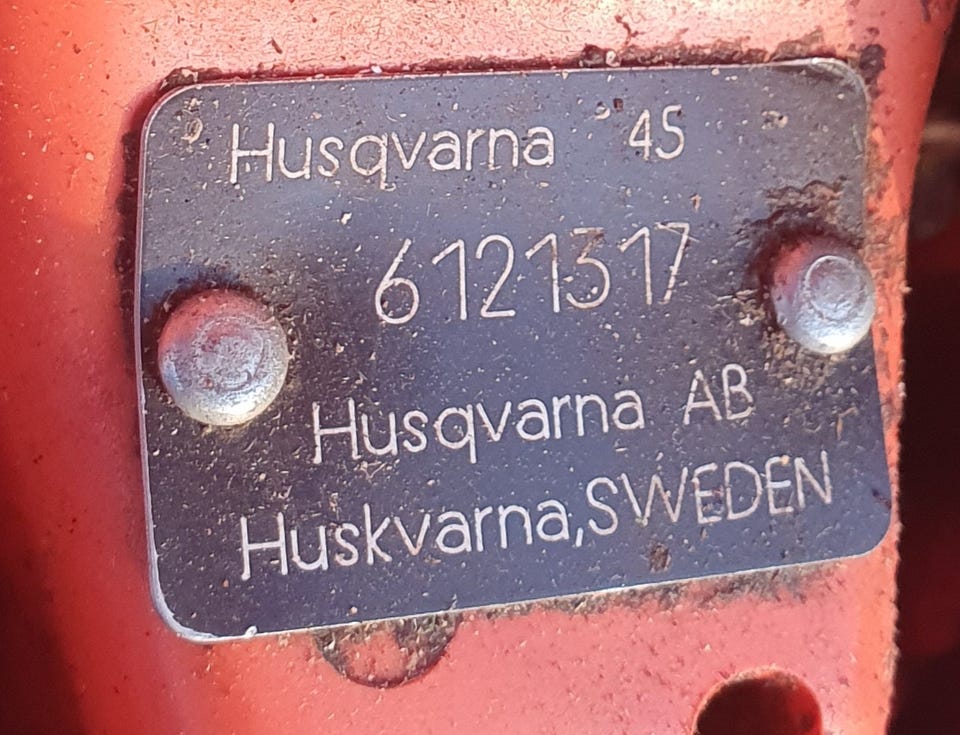 Husqvarna 45
6121317
Husqvarna AB
Huskvarna,SWEDEN